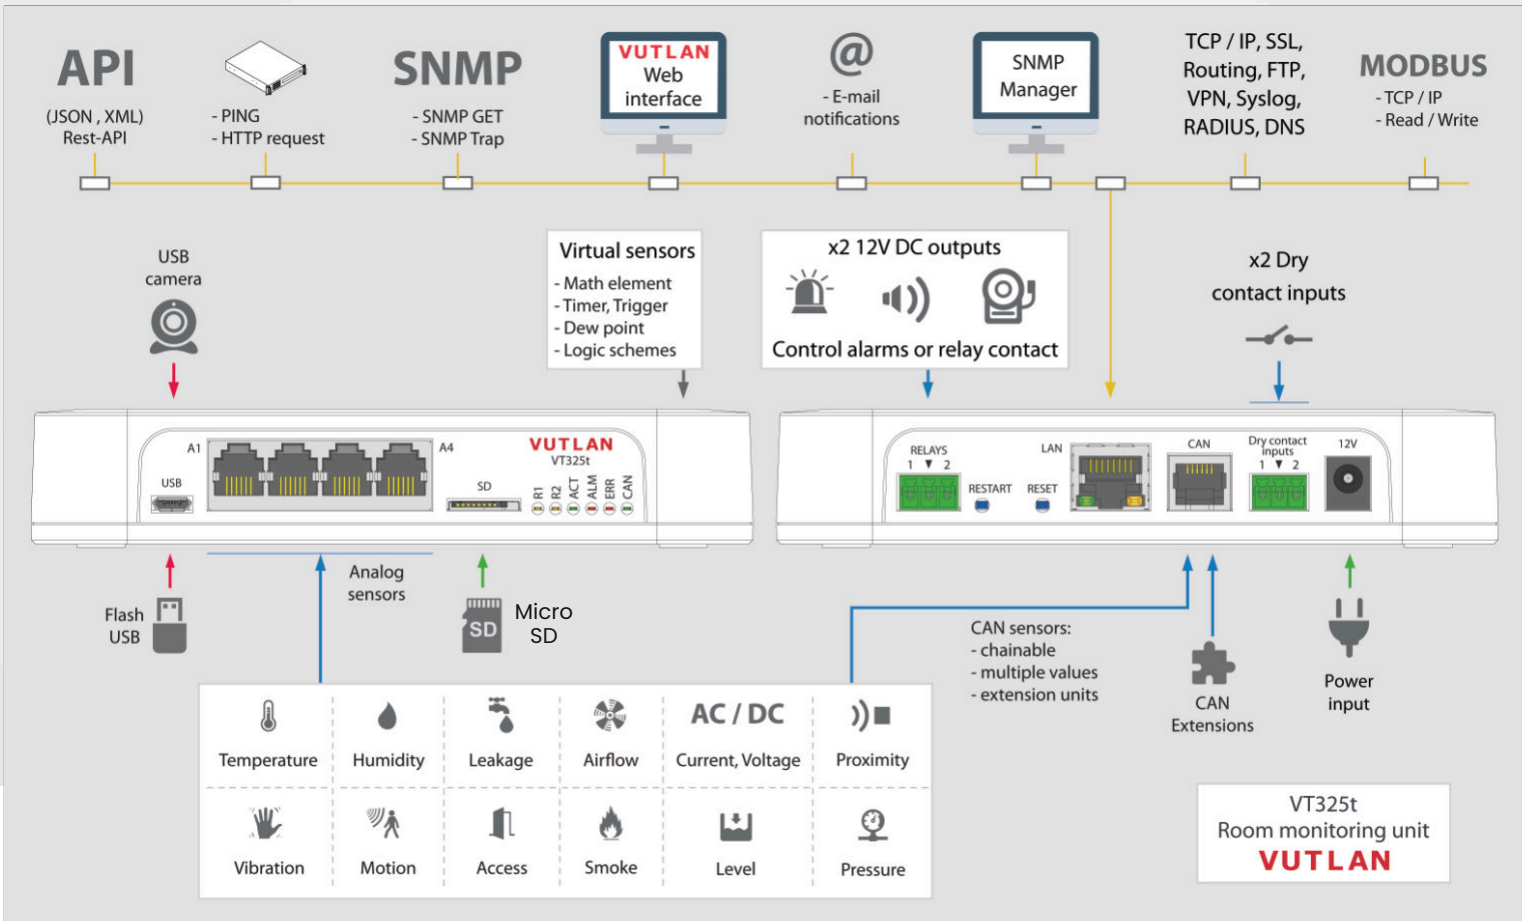 API
(JSON , XML)
Rest-API
- PING
- HTTP request
SNMP
- SNMP GET
- SNMP Trap
VUTLAN
Web
interface
@
- E-mail
notifications
SNMP
Manager
TCP / IP, SSL,
Routing, FTP,
VPN, Syslog,
RADIUS, DNS
MODBUS
- TCP / IP
- Read / Write
USB
camera
Virtual sensors
- Math element
- Timer, Trigger
- Dew point
- Logic schemes
x2 12V DC outputs
Control alarms or relay contact
x2 Dry
contact inputs
A1
A4
USB
SD
VUTLAN
VT325t
R1
R2
ACT
ALM
ERR
CAN
RELAYS
1 2
RESTART
RESET
LAN
CAN
Dry contact
inputs
1 2
12V
Flash
USB
Analog
sensors
SD
Micro
SD
CAN sensors:
- chainable
- multiple values
- extension units
CAN
Extensions
Power
input
Temperature
Humidity
Leakage
Airflow
AC / DC
Current, Voltage
Proximity
Vibration
Motion
Access
Smoke
Level
Pressure
VT325t
Room monitoring unit
VUTLAN